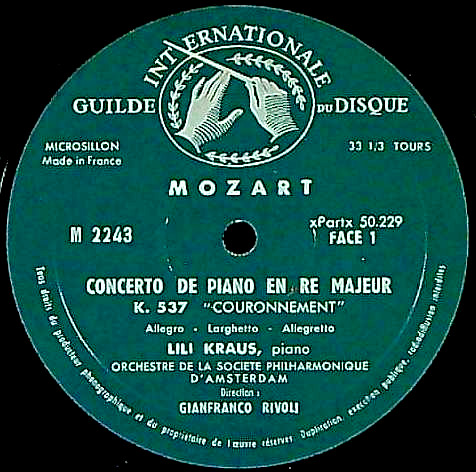 INTERNATIONALE
GUILDE DU DISQUE
MICROSILLON
Made in France
33 1/3 TOURS
MOZART
M 2243
xPartx 50.229
FACE 1
CONCERTO DE PIANO EN RE MAJEUR
K. 537 "COURONNEMENT"
Allegro - Larghetto - Allegretto
LILI KRAUS, piano
ORCHESTRE DE LA SOCIETE PHILHARMONIQUE
D'AMSTERDAM
Direction :
GIANFRANCO RIVOLI
Tous droits du producteur phonographique et du propriétaire de l'œuvre réservés. Duplication, execution publique, radiodiffusion interdites